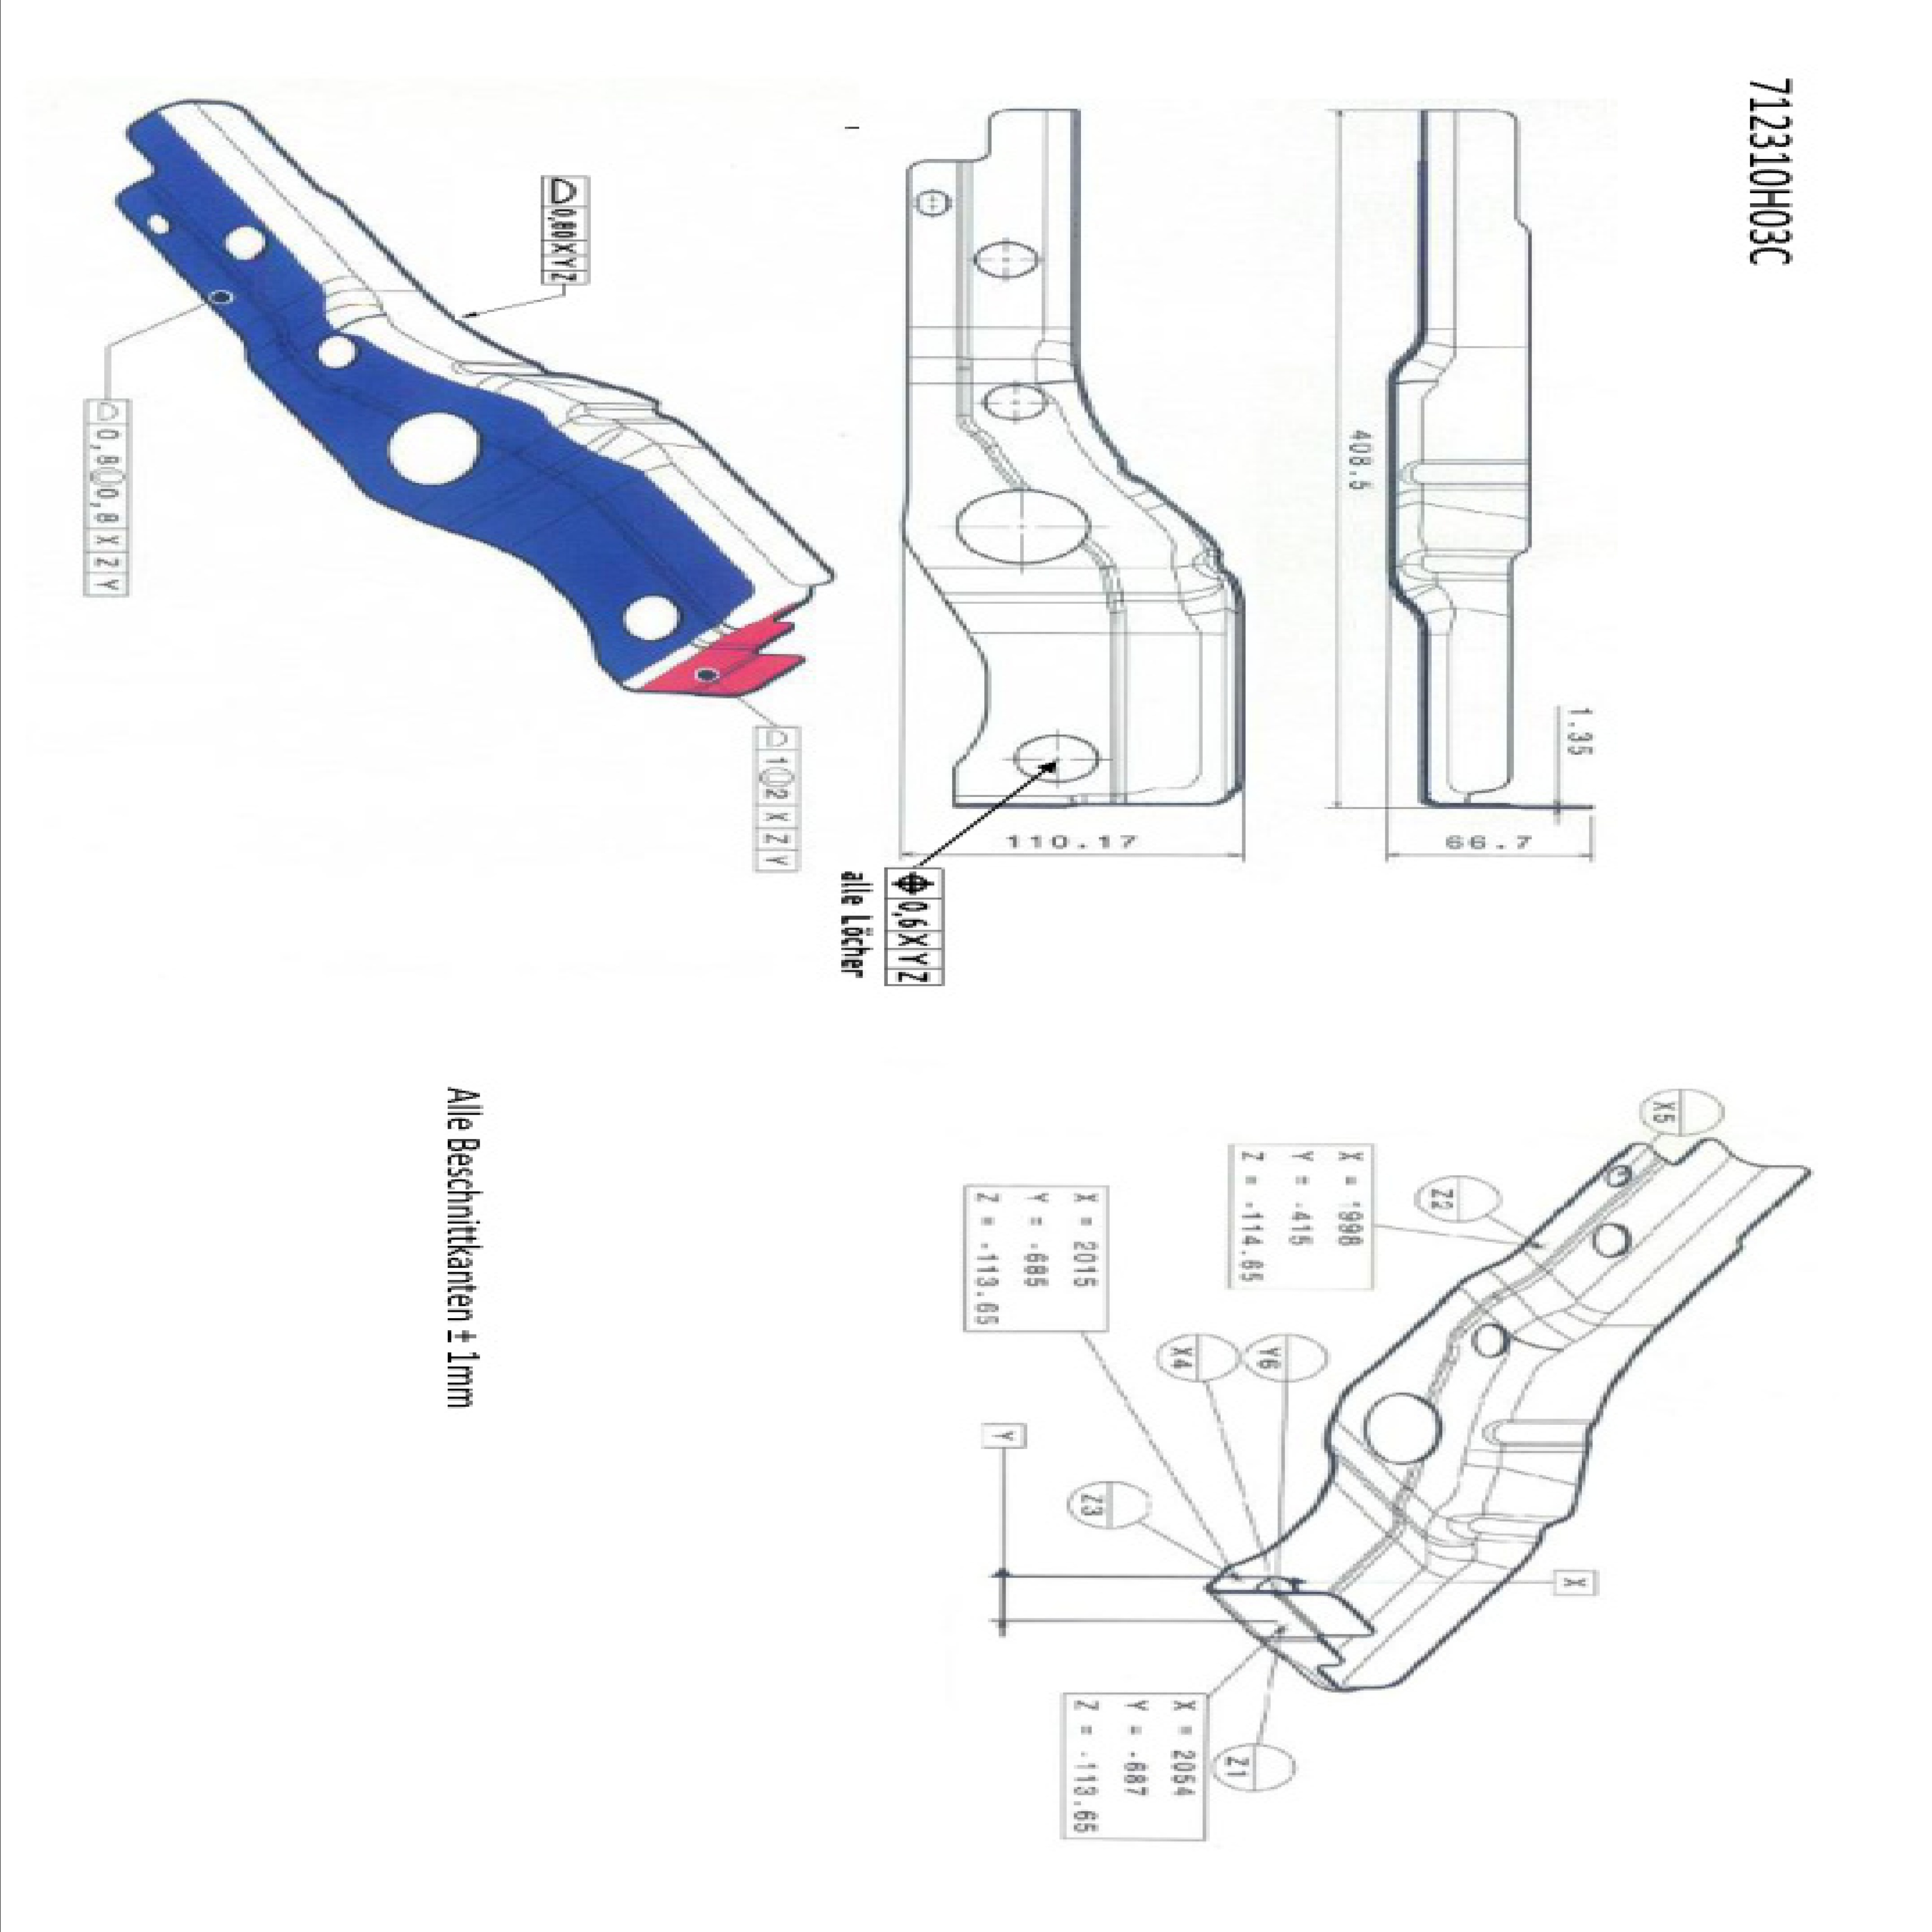 712310H03C
408.5
1.35
66.7
110.17
⌖ 0,6 X Y Z
alle Löcher
⌓ 0,80 X Y Z
⌓ 0,8 0,8 X Z Y
⌓ 1 2 X Z Y
X5
Z2
X = 1998
Y = -415
Z = -114.65
X = 2015
Y = -685
Z = -113.65
Y6
X4
Y
Z3
X
X = 2054
Y = -687
Z = -113.65
Z1
Alle Beschnittkanten ± 1mm